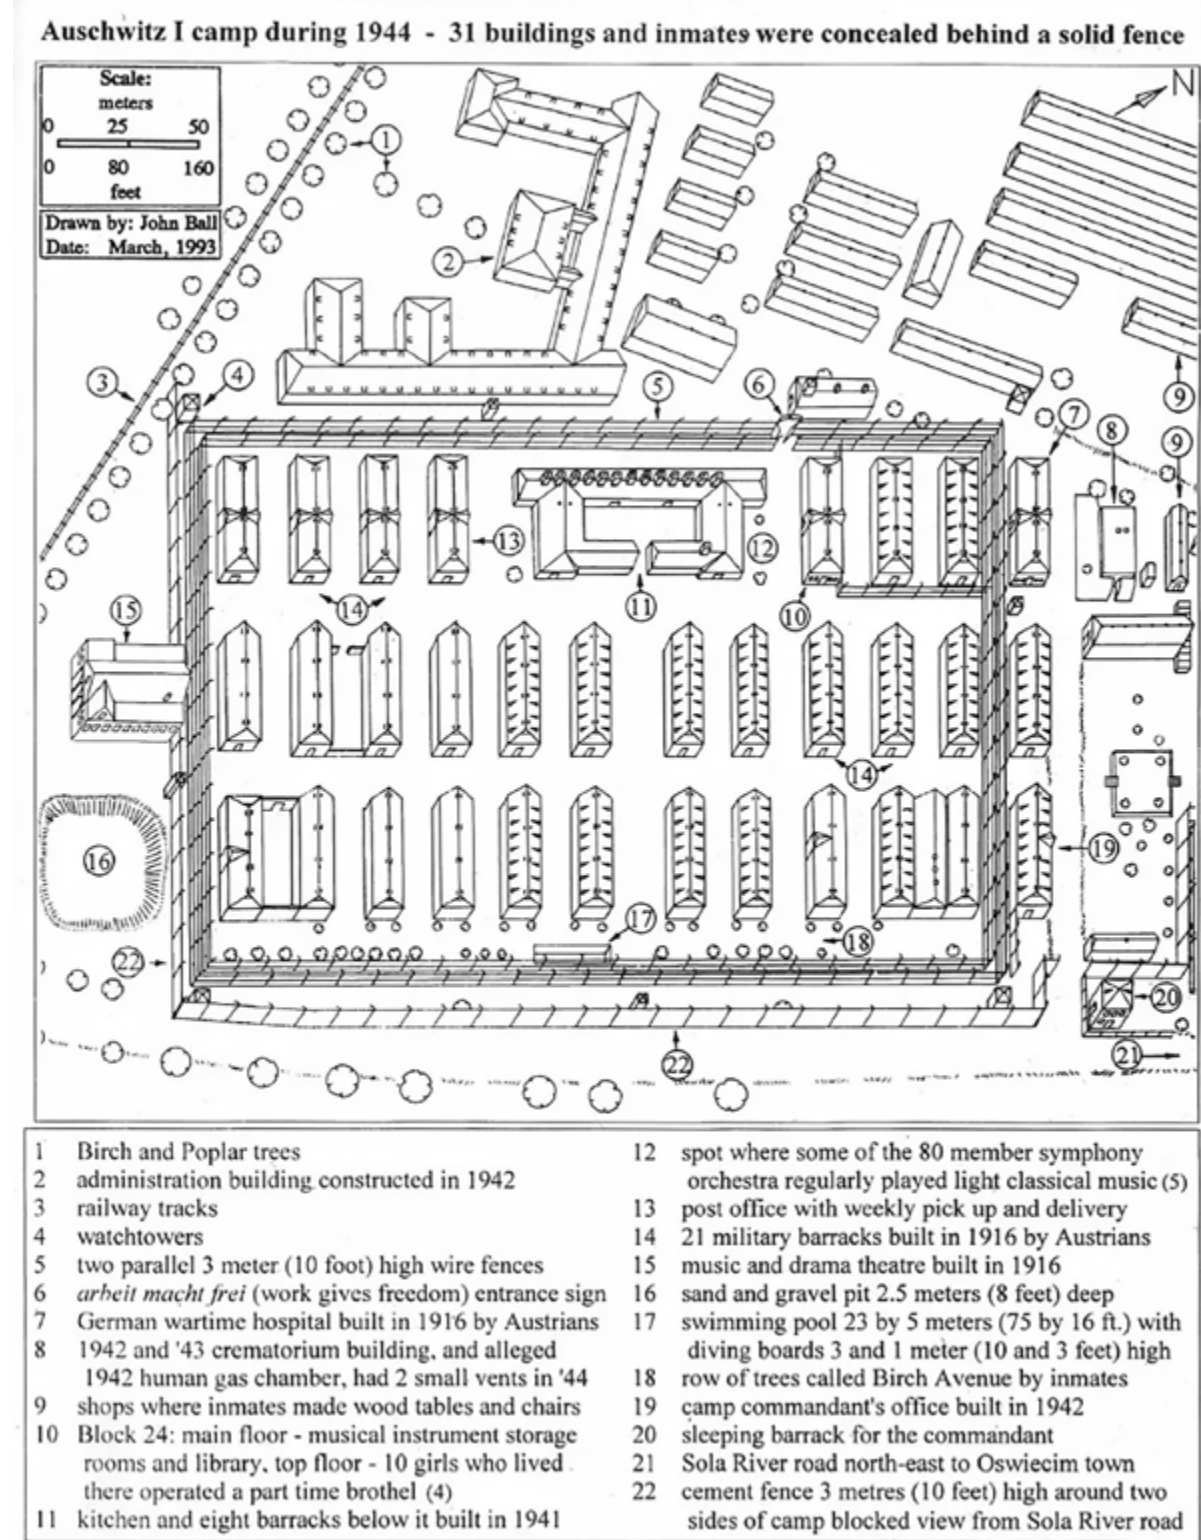 Auschwitz I camp during 1944 - 31 buildings and inmates were concealed behind a solid fence
Scale:
meters
0 25 50
0 80 160
feet
Drawn by: John Ball
Date: March, 1993
N
1
2
3
4
5
6
7
8
9
9
10
11
12
13
14
14
15
16
17
18
19
20
21
22
22
1 Birch and Poplar trees
2 administration building constructed in 1942
3 railway tracks
4 watchtowers
5 two parallel 3 meter (10 foot) high wire fences
6 arbeit macht frei (work gives freedom) entrance sign
7 German wartime hospital built in 1916 by Austrians
8 1942 and '43 crematorium building, and alleged
1942 human gas chamber, had 2 small vents in '44
9 shops where inmates made wood tables and chairs
10 Block 24: main floor - musical instrument storage
rooms and library, top floor - 10 girls who lived
there operated a part time brothel (4)
11 kitchen and eight barracks below it built in 1941
12 spot where some of the 80 member symphony
orchestra regularly played light classical music (5)
13 post office with weekly pick up and delivery
14 21 military barracks built in 1916 by Austrians
15 music and drama theatre built in 1916
16 sand and gravel pit 2.5 meters (8 feet) deep
17 swimming pool 23 by 5 meters (75 by 16 ft.) with
diving boards 3 and 1 meter (10 and 3 feet) high
18 row of trees called Birch Avenue by inmates
19 camp commandant's office built in 1942
20 sleeping barrack for the commandant
21 Sola River road north-east to Oswiecim town
22 cement fence 3 metres (10 feet) high around two
sides of camp blocked view from Sola River road